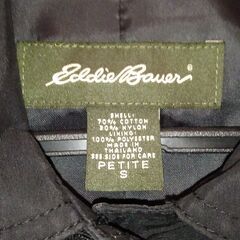 Eddie Bauer
SHELL:
70% COTTON
30% NYLON
LINING:
100% POLYESTER
MADE IN
THAILAND
SEE SIDE FOR CARE
PETITE
S